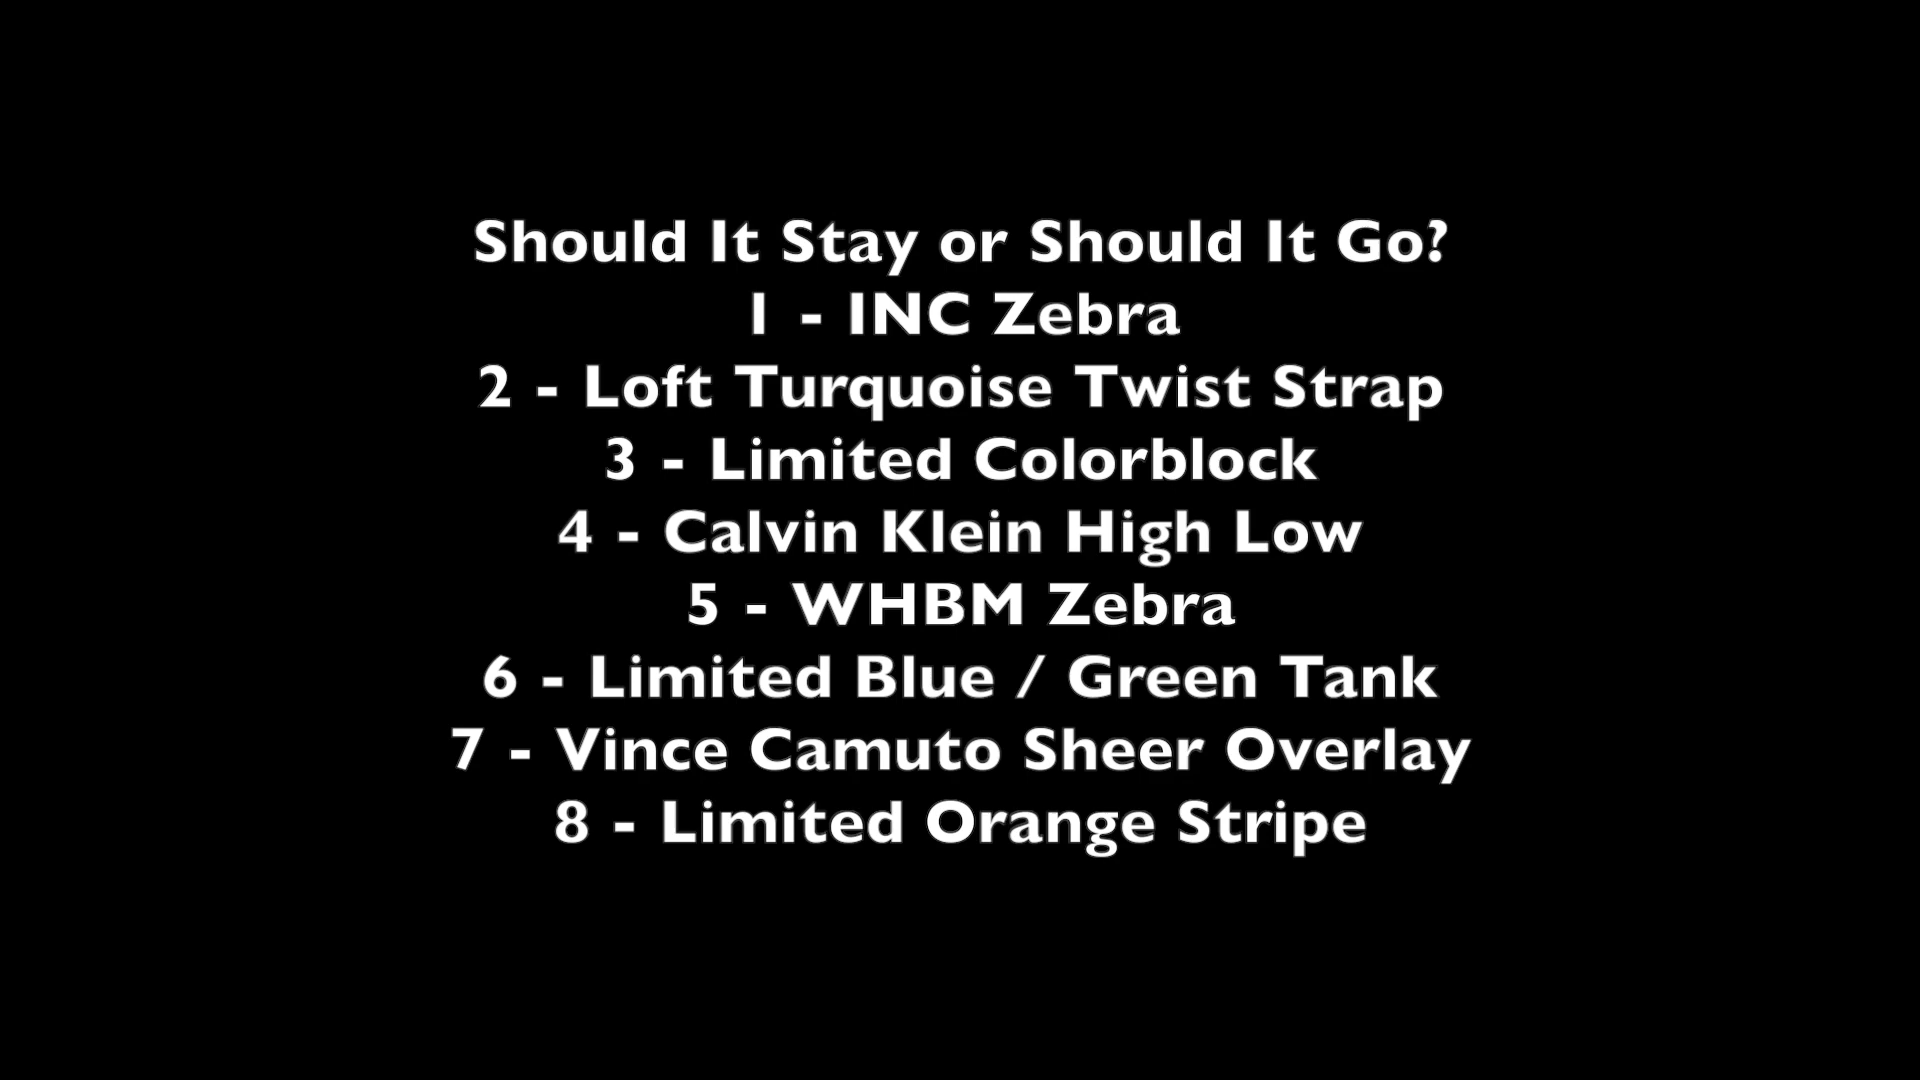 Should It Stay or Should It Go?
1 - INC Zebra
2 - Loft Turquoise Twist Strap
3 - Limited Colorblock
4 - Calvin Klein High Low
5 - WHBM Zebra
6 - Limited Blue / Green Tank
7 - Vince Camuto Sheer Overlay
8 - Limited Orange Stripe